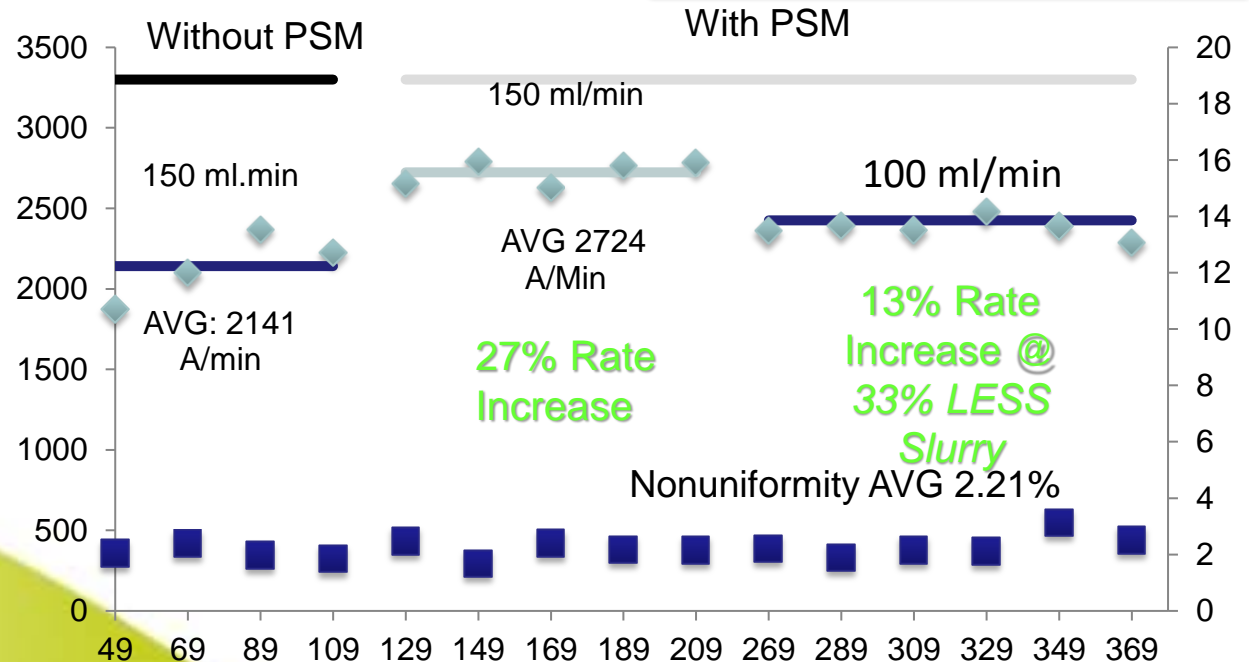 Without PSM
With PSM
3500
3000
2500
2000
1500
1000
500
0
20
18
16
14
12
10
8
6
4
2
0
150 ml.min
AVG: 2141
A/min
150 ml/min
AVG 2724
A/Min
27% Rate
Increase
100 ml/min
13% Rate
Increase @
33% LESS
Slurry
Nonuniformity AVG 2.21%
49 69 89 109 129 149 169 189 209 269 289 309 329 349 369